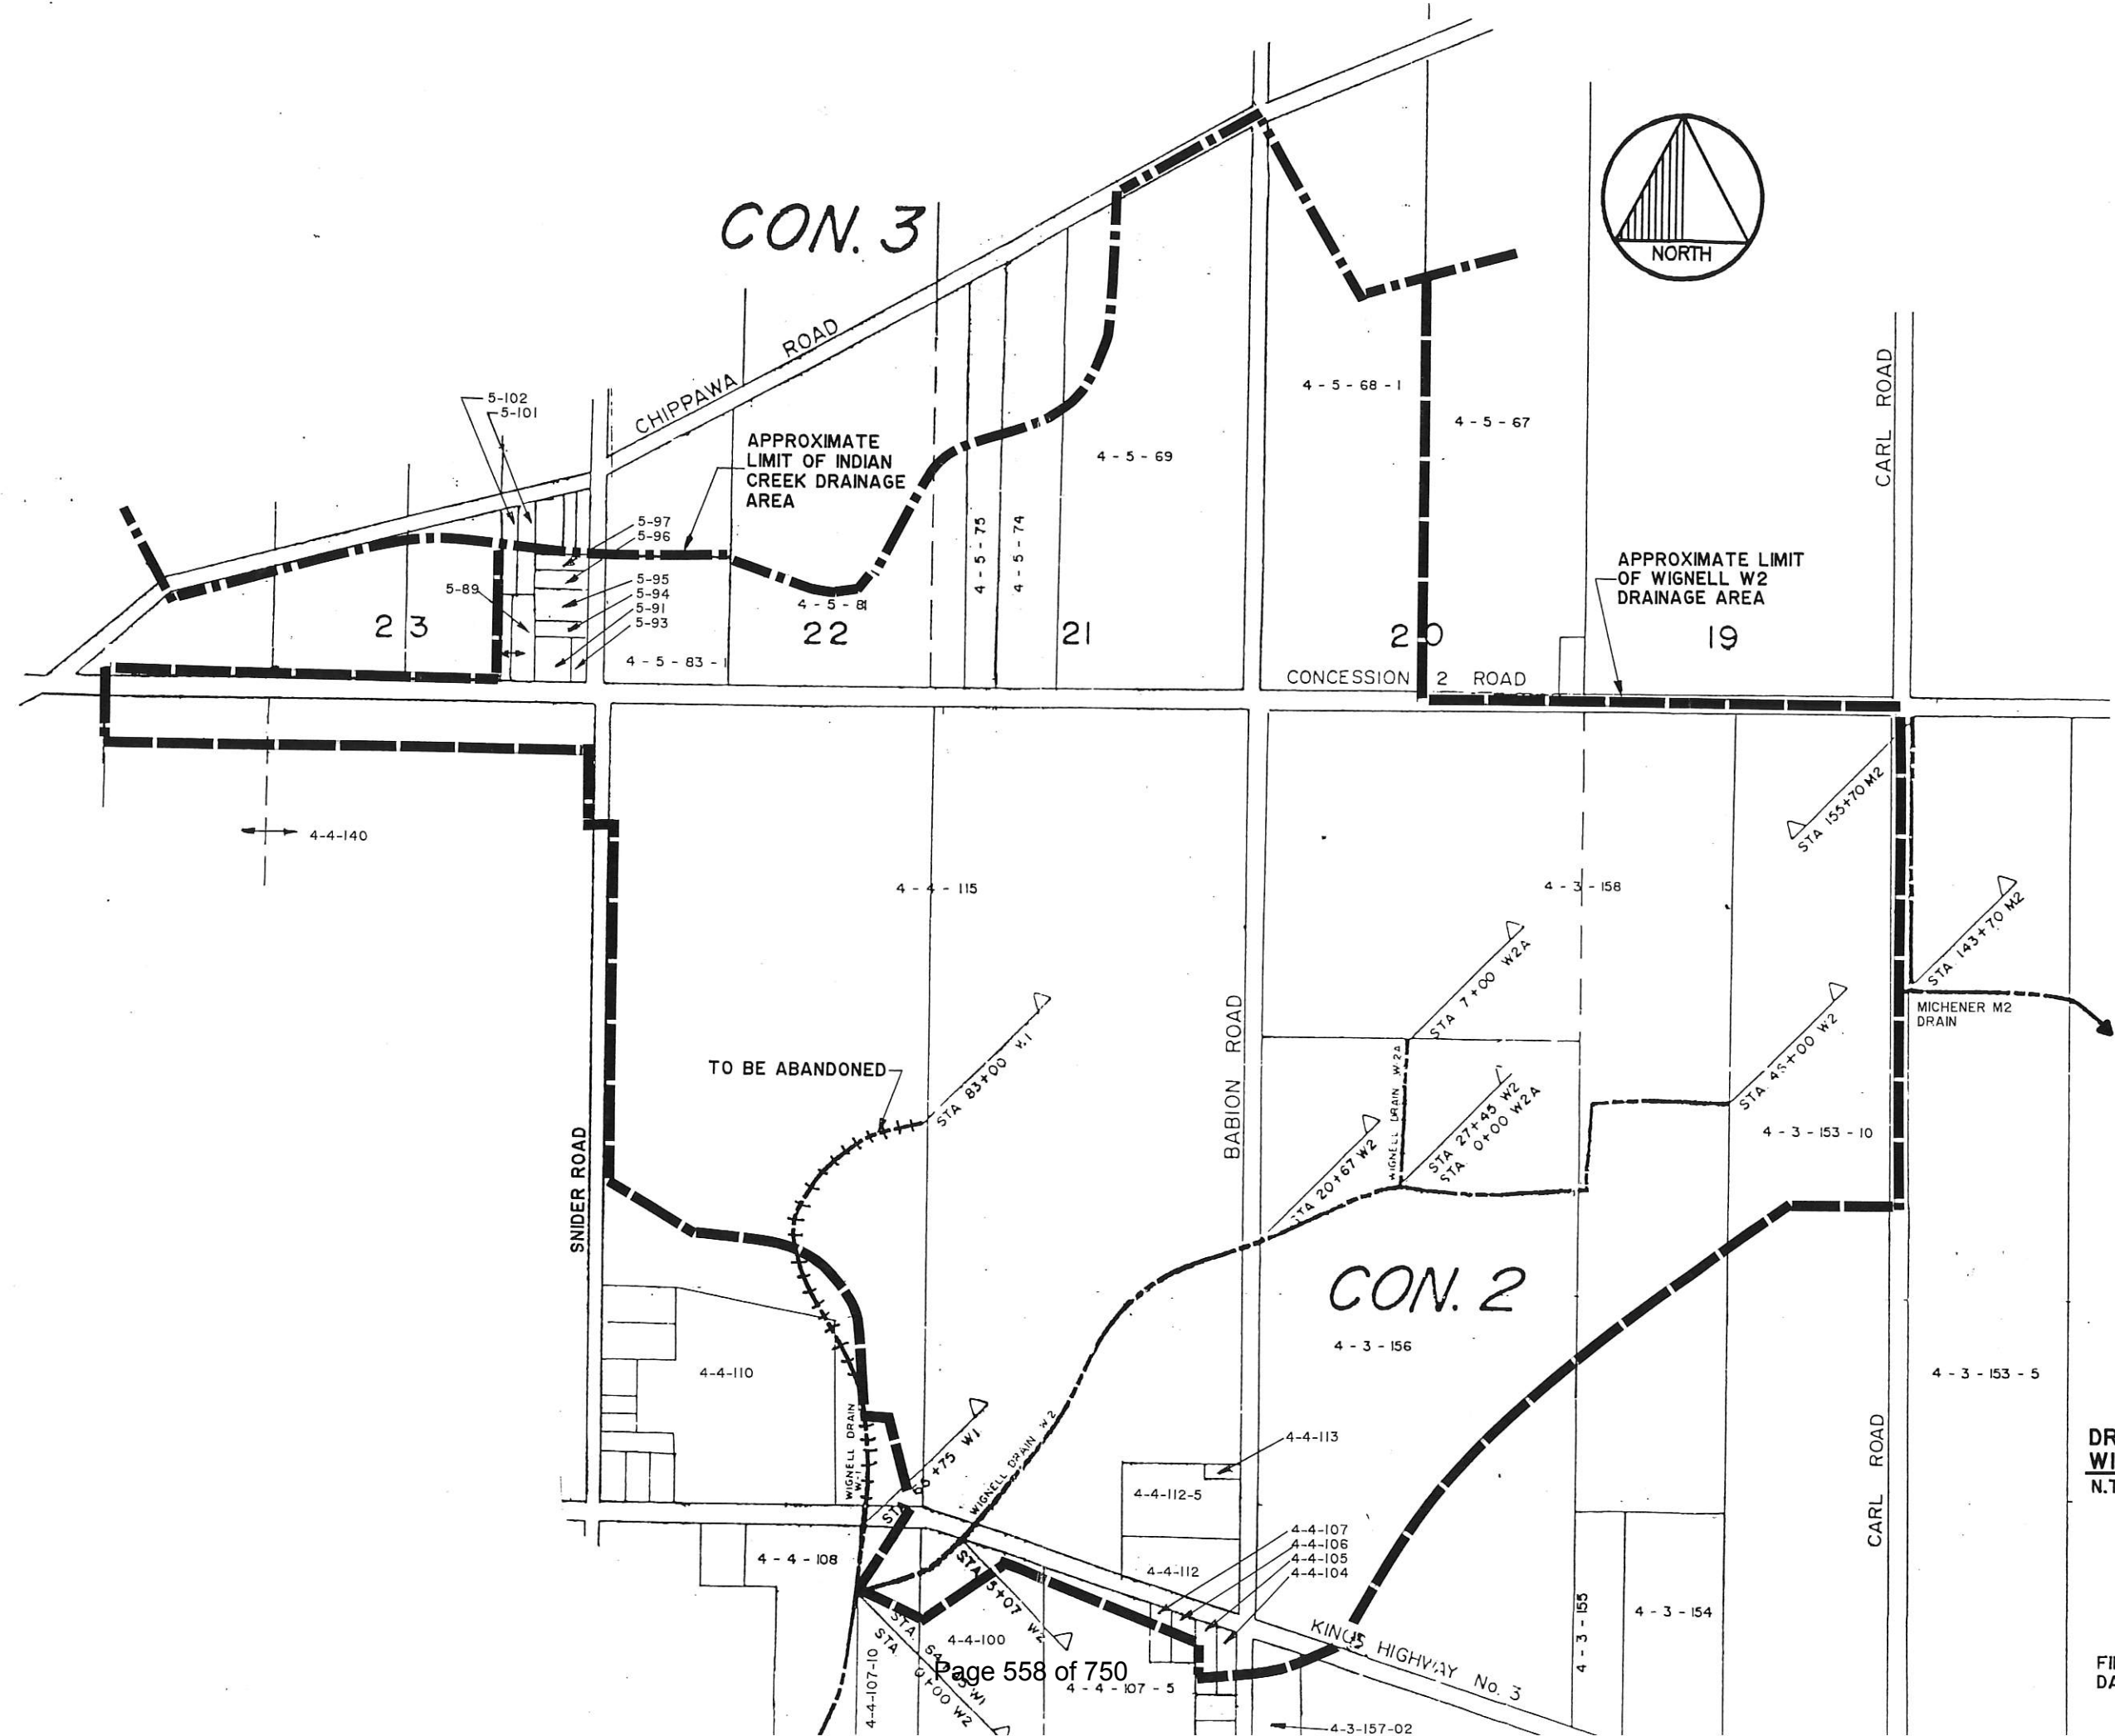 CON. 3
NORTH
CHIPPAWA ROAD
CARL ROAD
4 - 5 - 68 - 1
4 - 5 - 67
5-102
5-101
APPROXIMATE
LIMIT OF INDIAN
CREEK DRAINAGE
AREA
4 - 5 - 69
5-97
5-96
4 - 5 - 75
4 - 5 - 74
APPROXIMATE LIMIT
OF WIGNELL W2
DRAINAGE AREA
5-89
5-95
5-94
5-91
5-93
4 - 5 - 81
23
22
21
20
19
4 - 5 - 83 - 1
CONCESSION 2 ROAD
STA 155+70 M2
4-4-140
4 - 4 - 115
4 - 3 - 158
STA 143+70 M2
STA 7+00 W2A
MICHENER M2
DRAIN
TO BE ABANDONED
STA 83+00 W1
BABION ROAD
WIGNELL DRAIN W2A
STA 27+45 W2
STA 0+00 W2A
STA 20+67 W2
4 - 3 - 153 - 10
SNIDER ROAD
CON. 2
4 - 3 - 156
4-4-110
4 - 3 - 153 - 5
WIGNELL DRAIN
W-1
WIGNELL DRAIN W2
CARL ROAD
4-4-113
DR
WI
N.T
4-4-112-5
4-4-107
4-4-106
4-4-105
4-4-104
4 - 4 - 108
4-4-112
STA 5+07 W2
4 - 3 - 155
4 - 3 - 154
4-4-100
KINGS HIGHWAY No. 3
4-4-107-10
0+00 W2
Page 558 of 750
4 - 4 - 107 - 5
FI
DA
4-3-157-02